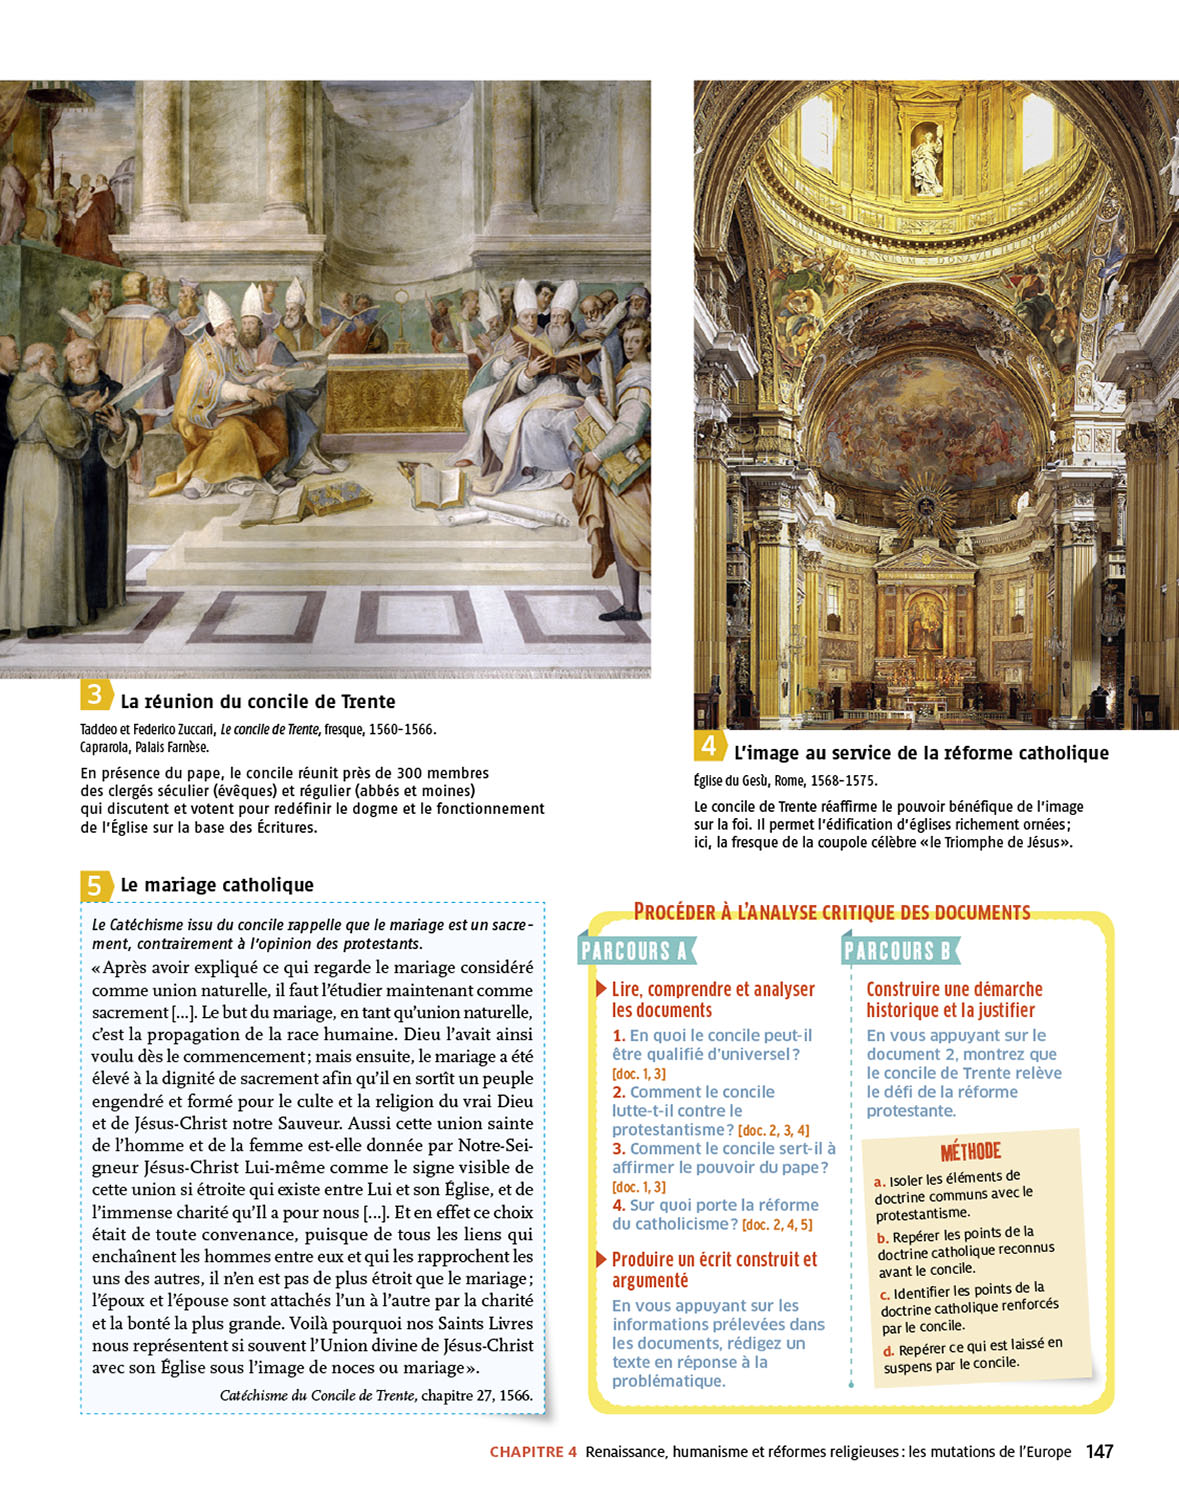 3 La réunion du concile de Trente
Taddeo et Federico Zuccari, Le concile de Trente, fresque, 1560-1566.
Caprarola, Palais Farnèse.
En présence du pape, le concile réunit près de 300 membres
des clergés séculier (évêques) et régulier (abbés et moines)
qui discutent et votent pour redéfinir le dogme et le fonctionnement
de l'Église sur la base des Écritures.
4 L'image au service de la réforme catholique
Église du Gesù, Rome, 1568-1575.
Le concile de Trente réaffirme le pouvoir bénéfique de l'image
sur la foi. Il permet l'édification d'églises richement ornées ;
ici, la fresque de la coupole célèbre « le Triomphe de Jésus ».
5 Le mariage catholique
Le Catéchisme issu du concile rappelle que le mariage est un sacre-
ment, contrairement à l'opinion des protestants.
« Après avoir expliqué ce qui regarde le mariage considéré
comme union naturelle, il faut l'étudier maintenant comme
sacrement [...]. Le but du mariage, en tant qu'union naturelle,
c'est la propagation de la race humaine. Dieu l'avait ainsi
voulu dès le commencement ; mais ensuite, le mariage a été
élevé à la dignité de sacrement afin qu'il en sortît un peuple
engendré et formé pour le culte et la religion du vrai Dieu
et de Jésus-Christ notre Sauveur. Aussi cette union sainte
de l'homme et de la femme est-elle donnée par Notre-Sei-
gneur Jésus-Christ Lui-même comme le signe visible de
cette union si étroite qui existe entre Lui et son Église, et de
l'immense charité qu'Il a pour nous [...]. Et en effet ce choix
était de toute convenance, puisque de tous les liens qui
enchaînent les hommes entre eux et qui les rapprochent les
uns des autres, il n'en est pas de plus étroit que le mariage ;
l'époux et l'épouse sont attachés l'un à l'autre par la charité
et la bonté la plus grande. Voilà pourquoi nos Saints Livres
nous représentent si souvent l'Union divine de Jésus-Christ
avec son Église sous l'image de noces ou mariage ».
Catéchisme du Concile de Trente, chapitre 27, 1566.
PROCÉDER À L'ANALYSE CRITIQUE DES DOCUMENTS
PARCOURS A
Lire, comprendre et analyser
les documents
1. En quoi le concile peut-il
être qualifié d'universel ?
[doc. 1, 3]
2. Comment le concile
lutte-t-il contre le
protestantisme ? [doc. 2, 3, 4]
3. Comment le concile sert-il à
affirmer le pouvoir du pape ?
[doc. 1, 3]
4. Sur quoi porte la réforme
du catholicisme ? [doc. 2, 4, 5]
Produire un écrit construit et
argumenté
En vous appuyant sur les
informations prélevées dans
les documents, rédigez un
texte en réponse à la
problématique.
PARCOURS B
Construire une démarche
historique et la justifier
En vous appuyant sur le
document 2, montrez que
le concile de Trente relève
le défi de la réforme
protestante.
MÉTHODE
a. Isoler les éléments de
doctrine communs avec le
protestantisme.
b. Repérer les points de la
doctrine catholique reconnus
avant le concile.
c. Identifier les points de la
doctrine catholique renforcés
par le concile.
d. Repérer ce qui est laissé en
suspens par le concile.
CHAPITRE 4 Renaissance, humanisme et réformes religieuses : les mutations de l'Europe 147